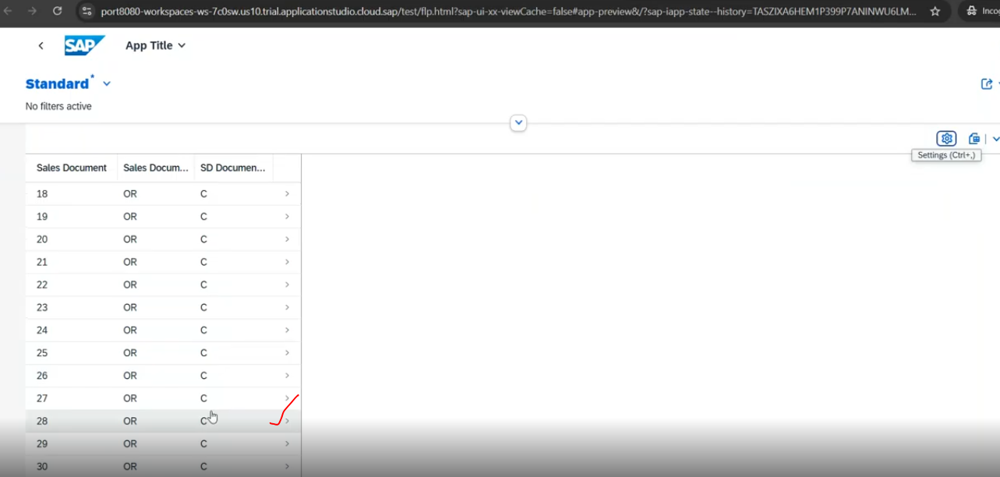 port8080-workspaces-ws-7c0sw.us10.trial.applicationstudio.cloud.sap/test/flp.html?sap-ui-xx-viewCache=false#app-preview&/?sap-iapp-state--history=TASZIXA6HEM1P399P7ANINWU6LM... Inco
SAP App Title
Standard*
No filters active
Settings (Ctrl+,)
Sales Document Sales Docum... SD Documen...
18 OR C
19 OR C
20 OR C
21 OR C
22 OR C
23 OR C
24 OR C
25 OR C
26 OR C
27 OR C
28 OR C
29 OR C
30 OR C